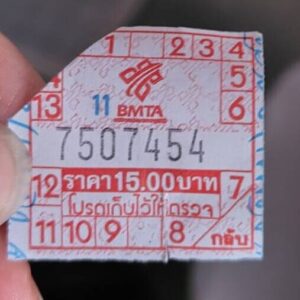 1 2 3 4
5
13 11 BMTA 6
7507454
12 ราคา 15.00 บาท 7
โปรดเก็บไว้ให้ตรวจ
11 10 9 8 กลับ